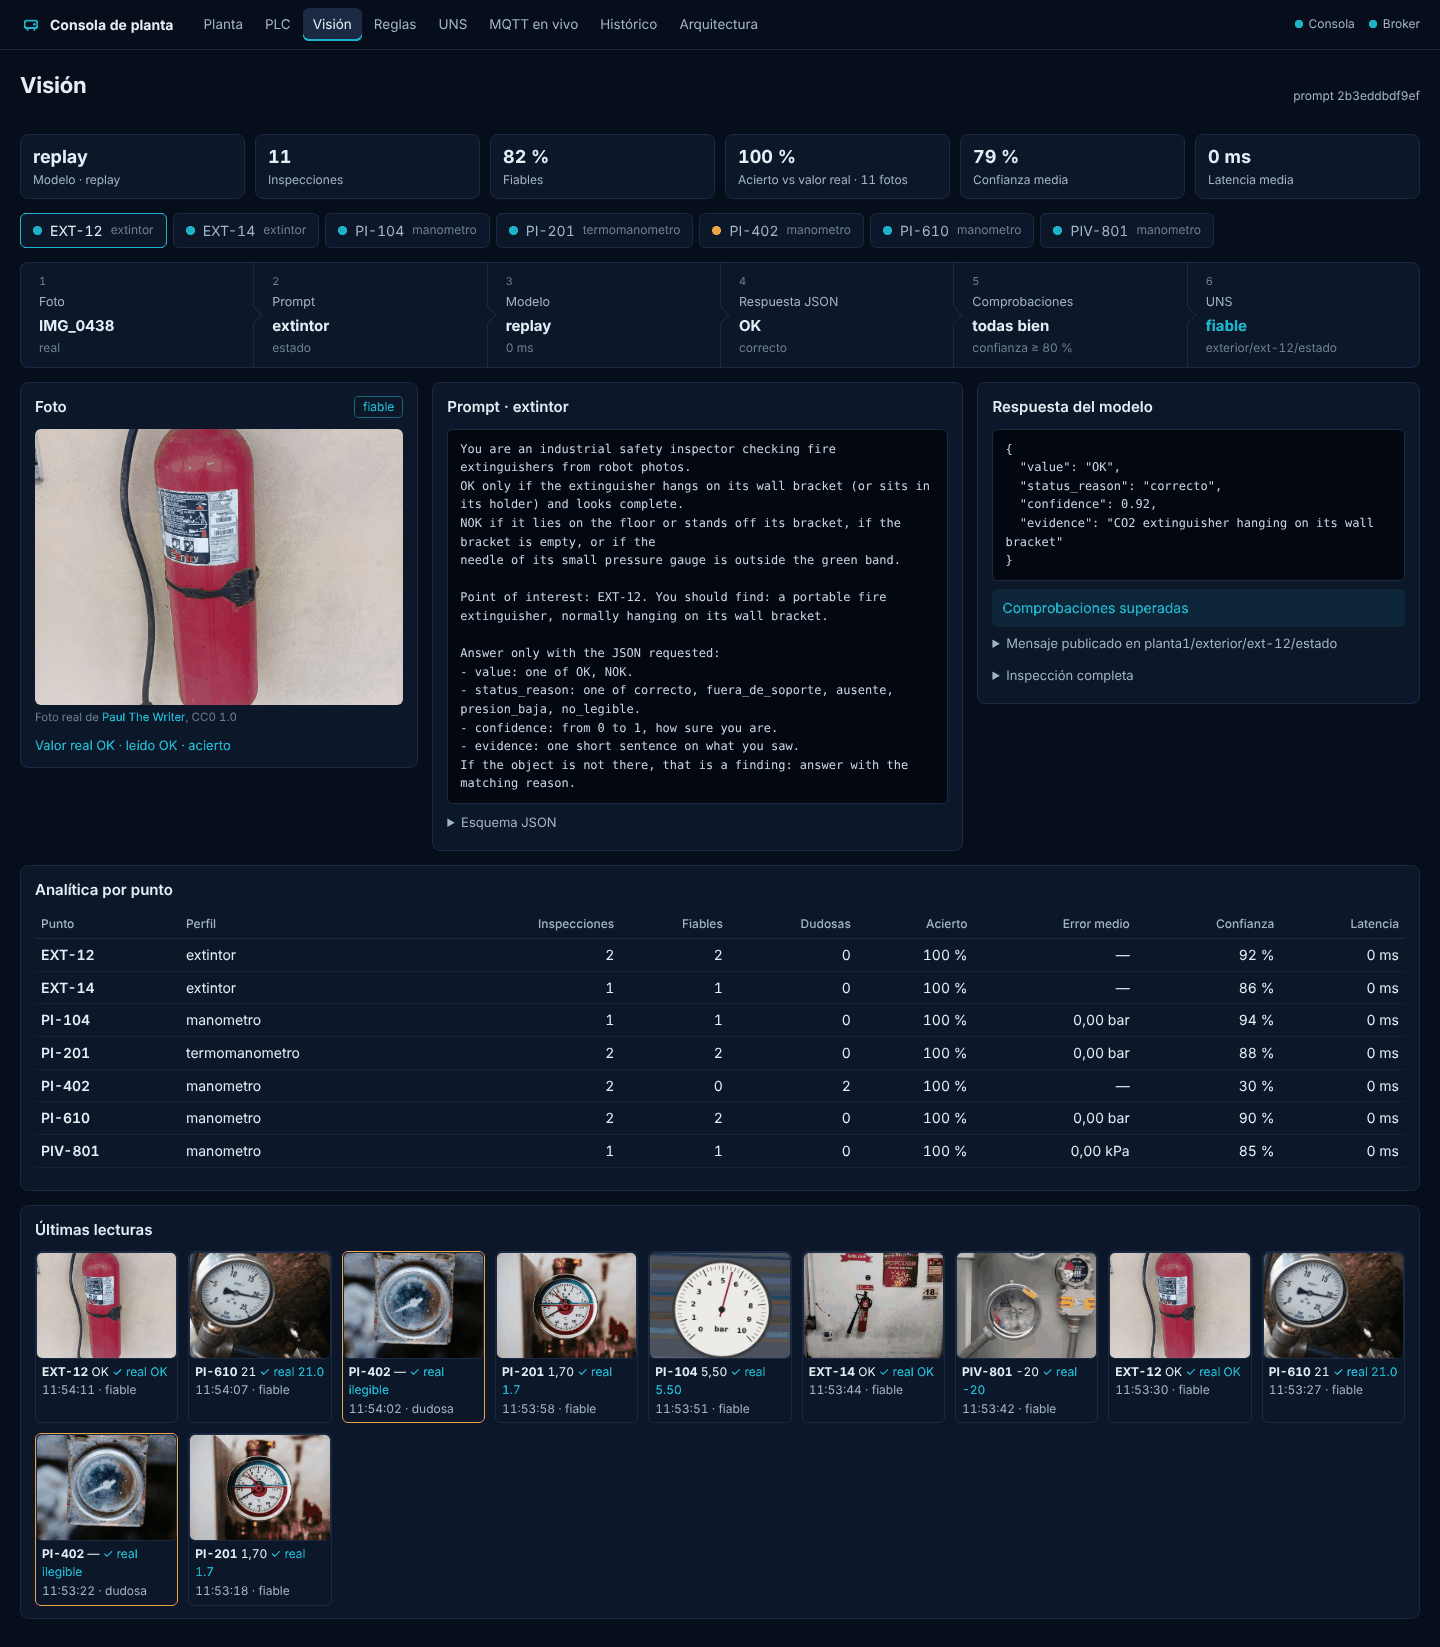 Consola de planta
Planta
PLC
Visión
Reglas
UNS
MQTT en vivo
Histórico
Arquitectura
Consola
Broker
Visión
prompt 2b3eddbdf9ef
replay
Modelo · replay
11
Inspecciones
82 %
Fiables
100 %
Acierto vs valor real · 11 fotos
79 %
Confianza media
0 ms
Latencia media
EXT-12 extintor
EXT-14 extintor
PI-104 manometro
PI-201 termomanometro
PI-402 manometro
PI-610 manometro
PIV-801 manometro
1
Foto
IMG_0438
real
2
Prompt
extintor
estado
3
Modelo
replay
0 ms
4
Respuesta JSON
OK
correcto
5
Comprobaciones
todas bien
confianza ≥ 80 %
6
UNS
fiable
exterior/ext-12/estado
Foto
fiable
Foto real de Paul The Writer, CC0 1.0
Valor real OK · leído OK · acierto
Prompt · extintor
You are an industrial safety inspector checking fire
extinguishers from robot photos.
OK only if the extinguisher hangs on its wall bracket (or sits in
its holder) and looks complete.
NOK if it lies on the floor or stands off its bracket, if the
bracket is empty, or if the
needle of its small pressure gauge is outside the green band.
Point of interest: EXT-12. You should find: a portable fire
extinguisher, normally hanging on its wall bracket.
Answer only with the JSON requested:
- value: one of OK, NOK.
- status_reason: one of correcto, fuera_de_soporte, ausente,
presion_baja, no_legible.
- confidence: from 0 to 1, how sure you are.
- evidence: one short sentence on what you saw.
If the object is not there, that is a finding: answer with the
matching reason.
▶ Esquema JSON
Respuesta del modelo
{
"value": "OK",
"status_reason": "correcto",
"confidence": 0.92,
"evidence": "CO2 extinguisher hanging on its wall
bracket"
}
Comprobaciones superadas
▶ Mensaje publicado en planta1/exterior/ext-12/estado
▶ Inspección completa
Analítica por punto
Punto Perfil Inspecciones Fiables Dudosas Acierto Error medio Confianza Latencia
EXT-12 extintor 2 2 0 100 % — 92 % 0 ms
EXT-14 extintor 1 1 0 100 % — 86 % 0 ms
PI-104 manometro 1 1 0 100 % 0,00 bar 94 % 0 ms
PI-201 termomanometro 2 2 0 100 % 0,00 bar 88 % 0 ms
PI-402 manometro 2 0 2 100 % — 30 % 0 ms
PI-610 manometro 2 2 0 100 % 0,00 bar 90 % 0 ms
PIV-801 manometro 1 1 0 100 % 0,00 kPa 85 % 0 ms
Últimas lecturas
EXT-12 OK ✓ real OK
11:54:11 · fiable
PI-610 21 ✓ real 21.0
11:54:07 · fiable
PI-402 — ✓ real
ilegible
11:54:02 · dudosa
PI-201 1,70 ✓ real
1.7
11:53:58 · fiable
0 1 2 3 4 5 6 7 8 9 10
bar
PI-104 5,50 ✓ real
5.50
11:53:51 · fiable
POPCORN
-18-
EXT-14 OK ✓ real OK
11:53:44 · fiable
PIV-801 -20 ✓ real
-20
11:53:42 · fiable
EXT-12 OK ✓ real OK
11:53:30 · fiable
PI-610 21 ✓ real 21.0
11:53:27 · fiable
PI-402 — ✓ real
ilegible
11:53:22 · dudosa
PI-201 1,70 ✓ real
1.7
11:53:18 · fiable